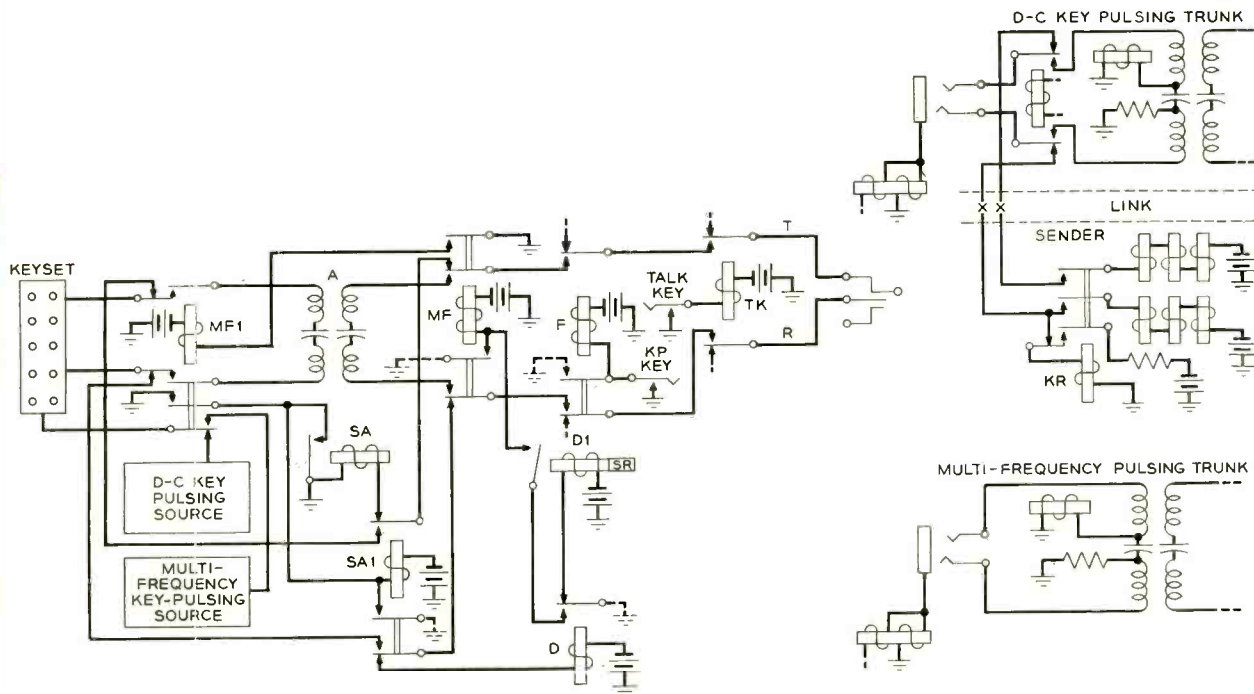 D-C KEY PULSING TRUNK
LINK
SENDER
KEYSET
A
T
MF1
MF
F
TALK
KEY
TK
R
KP
KEY
KR
SA
D1
SR
D-C KEY
PULSING
SOURCE
MULTI-FREQUENCY PULSING TRUNK
SA1
MULTI-
FREQUENCY
KEY-PULSING
SOURCE
D